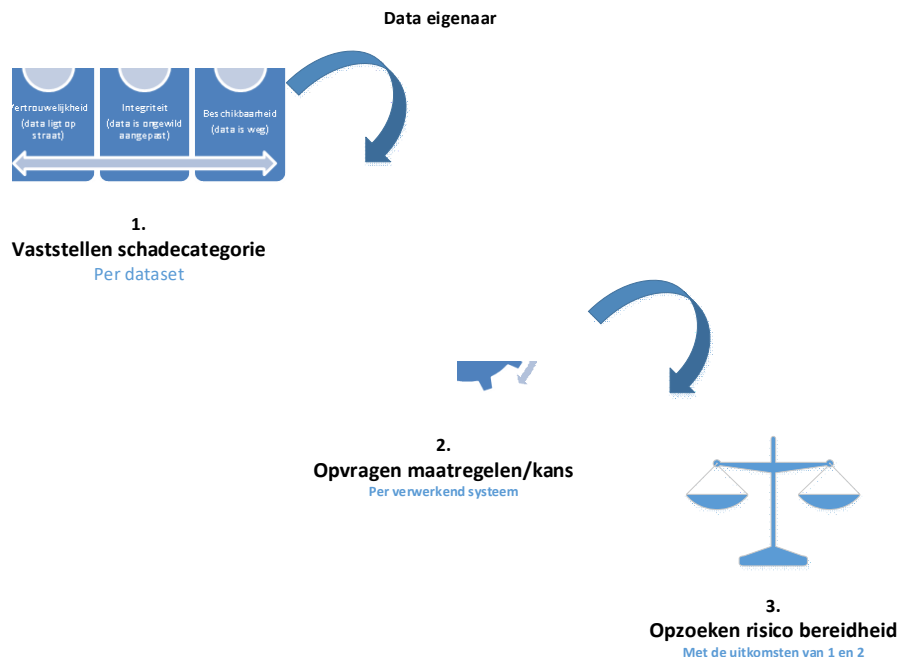 Data eigenaar
ertrouwelijkheid
(data ligt op
straat)
Integriteit
(data is ongewild
aangepast)
Beschikbaarheid
(data is weg)
1.
Vaststellen schadecategorie
Per dataset
2.
Opvragen maatregelen/kans
Per verwerkend systeem
3.
Opzoeken risico bereidheid
Met de uitkomsten van 1 en 2